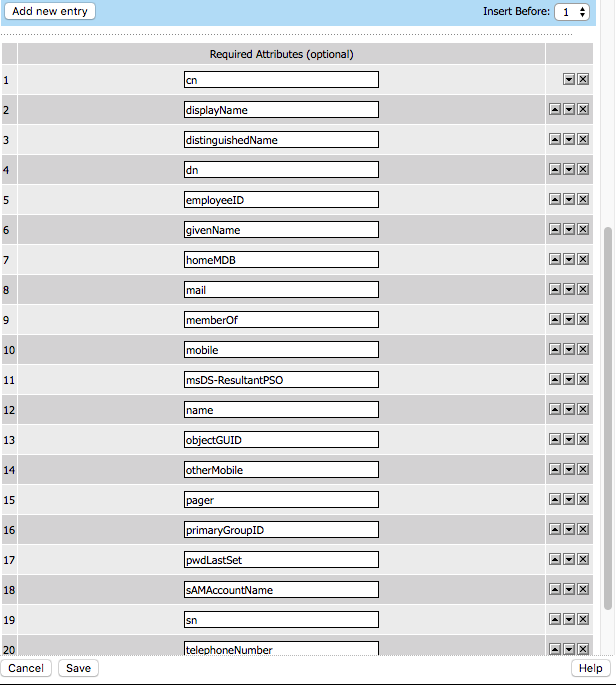 Add new entry Insert Before: 1
Required Attributes (optional)
1 cn
2 displayName
3 distinguishedName
4 dn
5 employeeID
6 givenName
7 homeMDB
8 mail
9 memberOf
10 mobile
11 msDS-ResultantPSO
12 name
13 objectGUID
14 otherMobile
15 pager
16 primaryGroupID
17 pwdLastSet
18 sAMAccountName
19 sn
20 telephoneNumber
Cancel Save Help